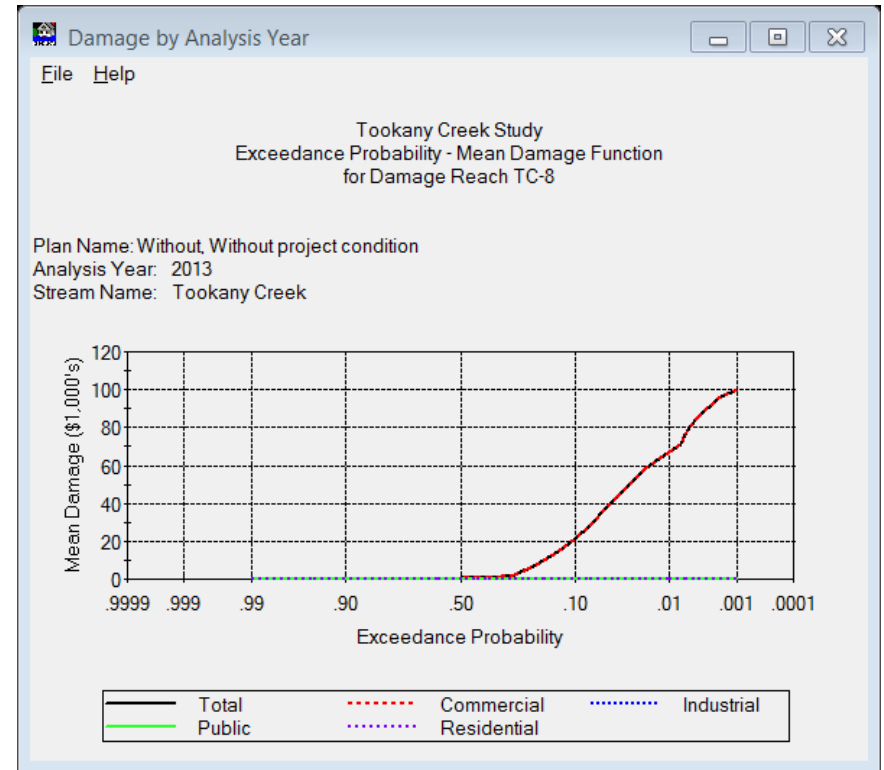 Damage by Analysis Year
File Help
Tookany Creek Study
Exceedance Probability - Mean Damage Function
for Damage Reach TC-8
Plan Name: Without, Without project condition
Analysis Year: 2013
Stream Name: Tookany Creek
Mean Damage ($1,000's)
120
100
80
60
40
20
0
.9999 .999 .99 .90 .50 .10 .01 .001 .0001
Exceedance Probability
Total Commercial Industrial
Public Residential